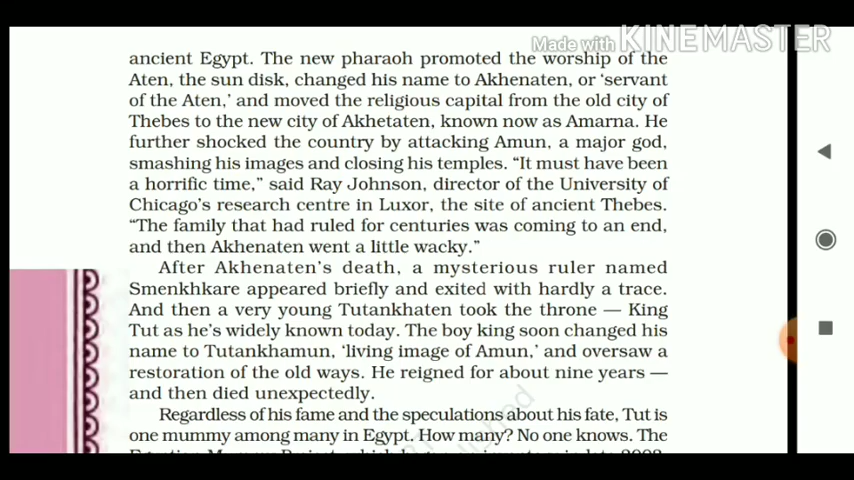 Made with KINEMASTER
ancient Egypt. The new pharaoh promoted the worship of the
Aten, the sun disk, changed his name to Akhenaten, or ‘servant
of the Aten,’ and moved the religious capital from the old city of
Thebes to the new city of Akhetaten, known now as Amarna. He
further shocked the country by attacking Amun, a major god,
smashing his images and closing his temples. “It must have been
a horrific time,” said Ray Johnson, director of the University of
Chicago’s research centre in Luxor, the site of ancient Thebes.
“The family that had ruled for centuries was coming to an end,
and then Akhenaten went a little wacky.”
After Akhenaten’s death, a mysterious ruler named
Smenkhkare appeared briefly and exited with hardly a trace.
And then a very young Tutankhaten took the throne — King
Tut as he’s widely known today. The boy king soon changed his
name to Tutankhamun, ‘living image of Amun,’ and oversaw a
restoration of the old ways. He reigned for about nine years —
and then died unexpectedly.
Regardless of his fame and the speculations about his fate, Tut is
one mummy among many in Egypt. How many? No one knows. The